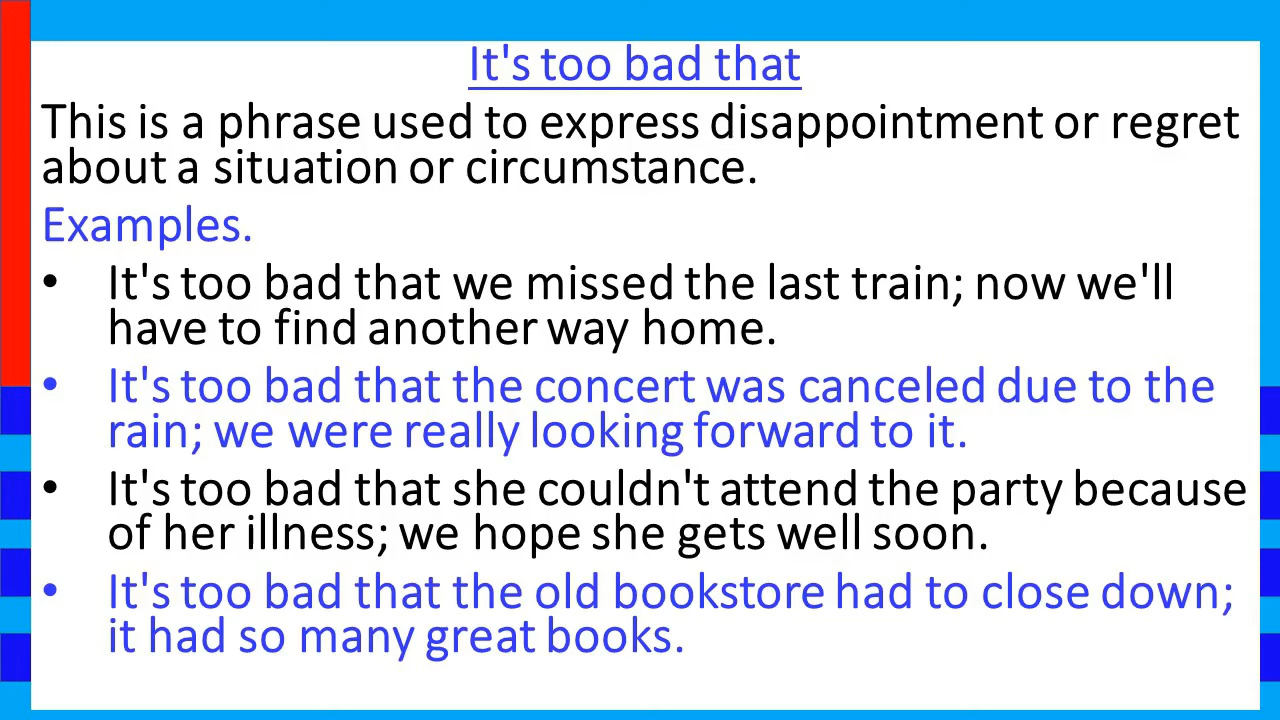 It's too bad that
This is a phrase used to express disappointment or regret
about a situation or circumstance.
Examples.
• It's too bad that we missed the last train; now we'll
have to find another way home.
• It's too bad that the concert was canceled due to the
rain; we were really looking forward to it.
• It's too bad that she couldn't attend the party because
of her illness; we hope she gets well soon.
• It's too bad that the old bookstore had to close down;
it had so many great books.